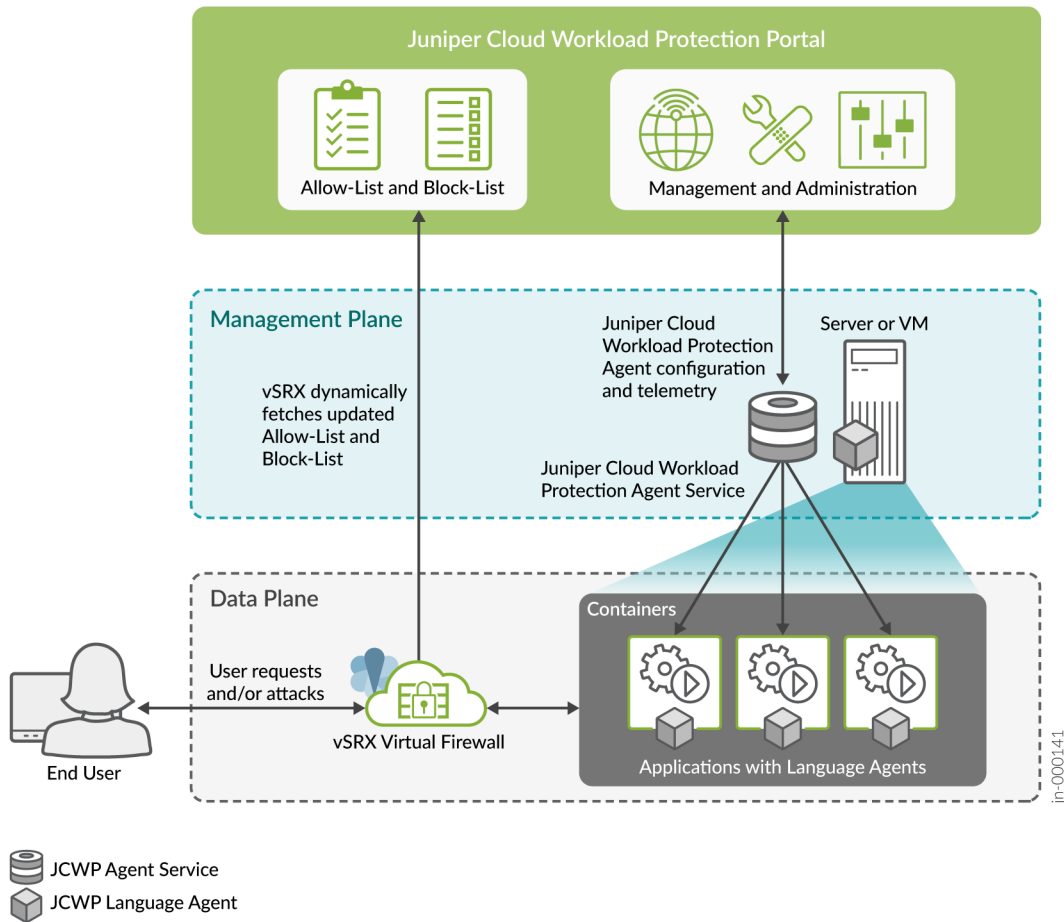 Juniper Cloud Workload Protection Portal
Allow-List and Block-List
Management and Administration
Management Plane
vSRX dynamically
fetches updated
Allow-List and
Block-List
Juniper Cloud
Workload Protection
Agent configuration
and telemetry
Server or VM
Juniper Cloud Workload
Protection Agent Service
Data Plane
Containers
User requests
and/or attacks
vSRX Virtual Firewall
End User
Applications with Language Agents
jn-000141
JCWP Agent Service
JCWP Language Agent